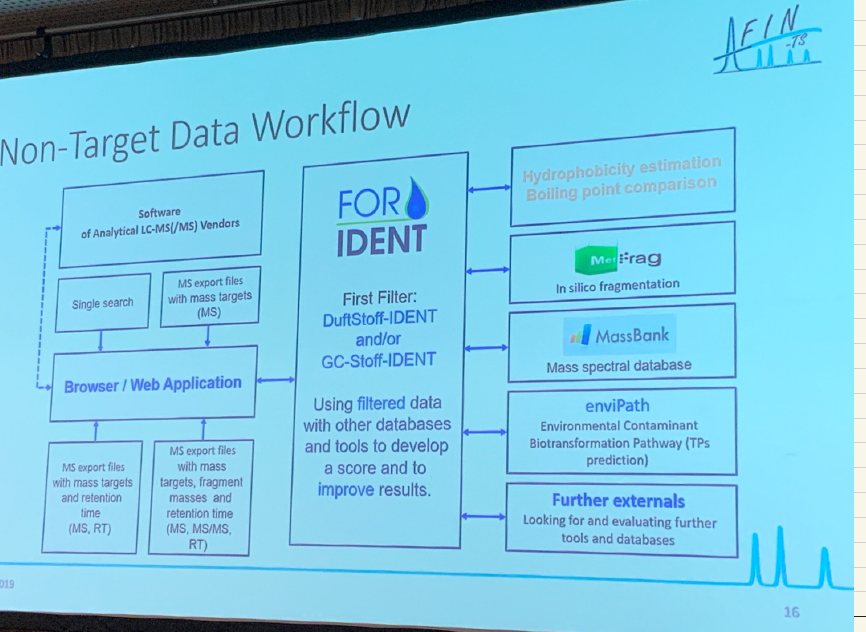 AFIN
-TS
Non-Target Data Workflow
Software
of Analytical LC-MS(/MS) Vendors
Single search
MS export files
with mass targets
(MS)
Browser / Web Application
MS export files
with mass targets
and retention
time
(MS, RT)
MS export files
with mass
targets, fragment
masses and
retention time
(MS, MS/MS,
RT)
FOR
IDENT
First Filter:
DuftStoff-IDENT
and/or
GC-Stoff-IDENT
Using filtered data
with other databases
and tools to develop
a score and to
improve results.
Hydrophobicity estimation
Boiling point comparison
MetFrag
In silico fragmentation
MassBank
Mass spectral database
enviPath
Environmental Contaminant
Biotransformation Pathway (TPs
prediction)
Further externals
Looking for and evaluating further
tools and databases
019
16